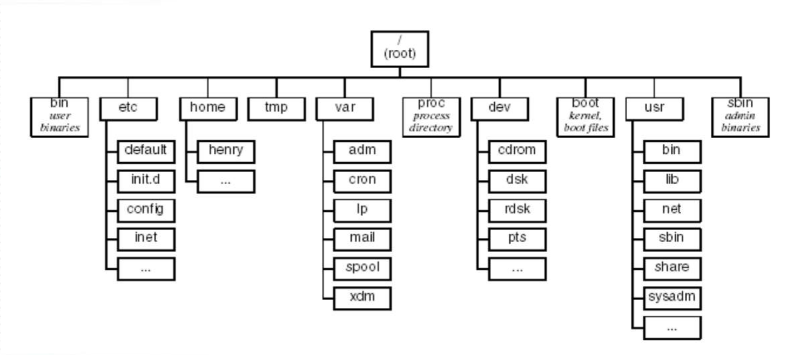 /
(root)
bin
user
binaries
etc
home
tmp
var
proc
process
directory
dev
boot
kernel,
boot files
usr
sbin
admin
binaries
default
init.d
config
inet
...
henry
...
adm
cron
lp
mail
spool
xdm
cdrom
dsk
rdsk
pts
...
bin
lib
net
sbin
share
sysadm
...